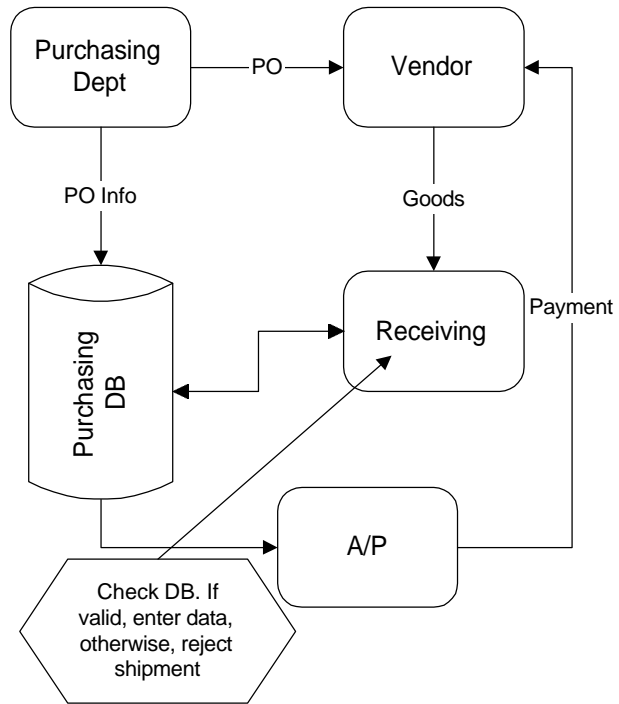 Purchasing
Dept
PO
Vendor
PO Info
Goods
Purchasing
DB
Receiving
Payment
A/P
Check DB. If
valid, enter data,
otherwise, reject
shipment